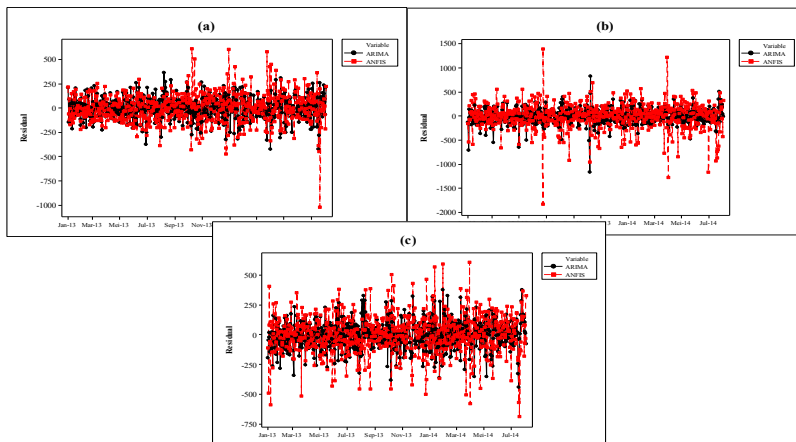 (a)
Variable
ARIMA
ANFIS
500
250
0
-250
-500
-750
-1000
Residual
Jan-13 Mar-13 Mei-13 Jul-13 Sep-13 Nov-13
(b)
Variable
ARIMA
ANFIS
1500
1000
500
0
-500
-1000
-1500
-2000
Residual
Jan-14 Mar-14 Mei-14 Jul-14
(c)
Variable
ARIMA
ANFIS
500
250
0
-250
-500
-750
Residual
Jan-13 Mar-13 Mei-13 Jul-13 Sep-13 Nov-13 Jan-14 Mar-14 Mei-14 Jul-14